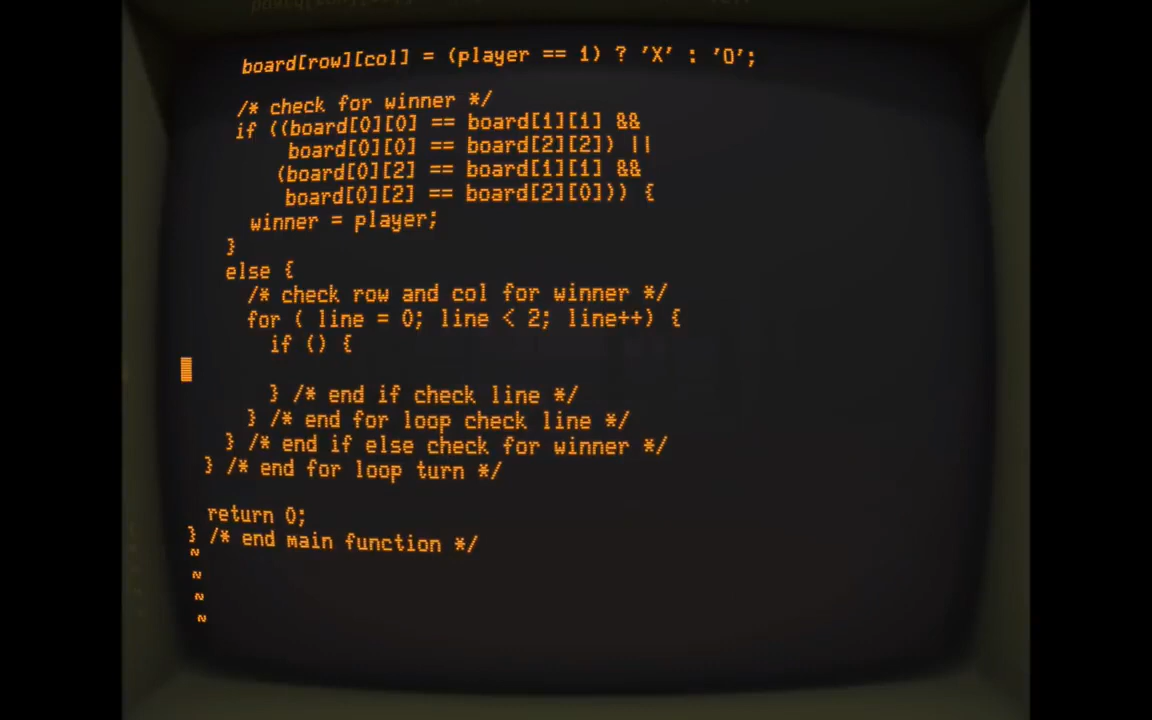 board[row][col] = (player == 1) ? 'X' : 'O';
/* check for winner */
if ((board[0][0] == board[1][1] &&
board[0][0] == board[2][2]) ||
(board[0][2] == board[1][1] &&
board[0][2] == board[2][0])) {
winner = player;
}
else {
/* check row and col for winner */
for ( line = 0; line < 2; line++) {
if () {
} /* end if check line */
} /* end for loop check line */
} /* end if else check for winner */
} /* end for loop turn */
return 0;
} /* end main function */
~
~
~
~